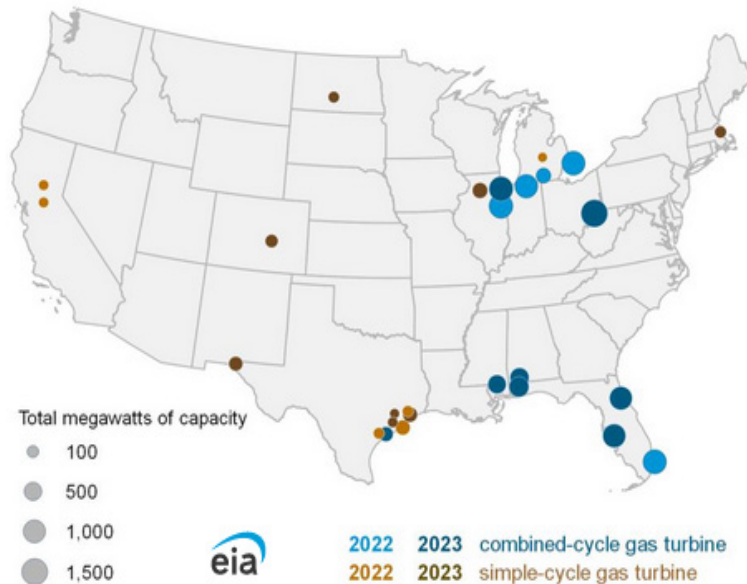 Total megawatts of capacity
100
500
1,000
1,500
eia
2022 2023 combined-cycle gas turbine
2022 2023 simple-cycle gas turbine